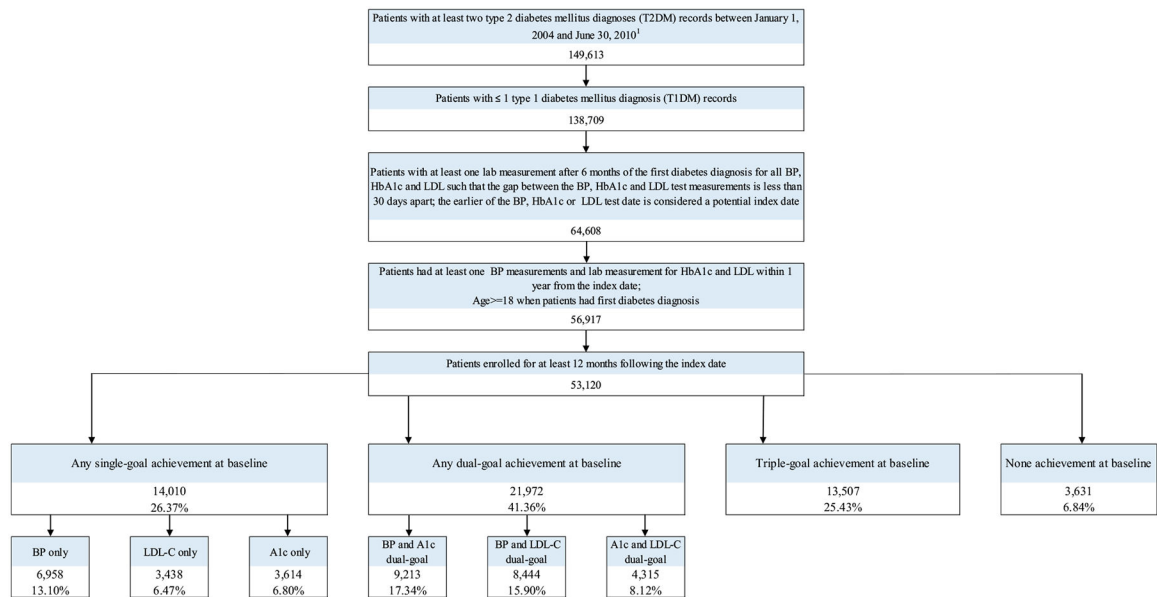 Patients with at least two type 2 diabetes mellitus diagnoses (T2DM) records between January 1,
2004 and June 30, 2010¹
149,613
Patients with ≤ 1 type 1 diabetes mellitus diagnosis (T1DM) records
138,709
Patients with at least one lab measurement after 6 months of the first diabetes diagnosis for all BP,
HbA1c and LDL such that the gap between the BP, HbA1c and LDL test measurements is less than
30 days apart; the earlier of the BP, HbA1c or LDL test date is considered a potential index date
64,608
Patients had at least one BP measurements and lab measurement for HbA1c and LDL within 1
year from the index date;
Age>=18 when patients had first diabetes diagnosis
56,917
Patients enrolled for at least 12 months following the index date
53,120
Any single-goal achievement at baseline
14,010
26.37%
Any dual-goal achievement at baseline
21,972
41.36%
Triple-goal achievement at baseline
13,507
25.43%
None achievement at baseline
3,631
6.84%
BP only
6,958
13.10%
LDL-C only
3,438
6.47%
A1c only
3,614
6.80%
BP and A1c
dual-goal
9,213
17.34%
BP and LDL-C
dual-goal
8,444
15.90%
A1c and LDL-C
dual-goal
4,315
8.12%